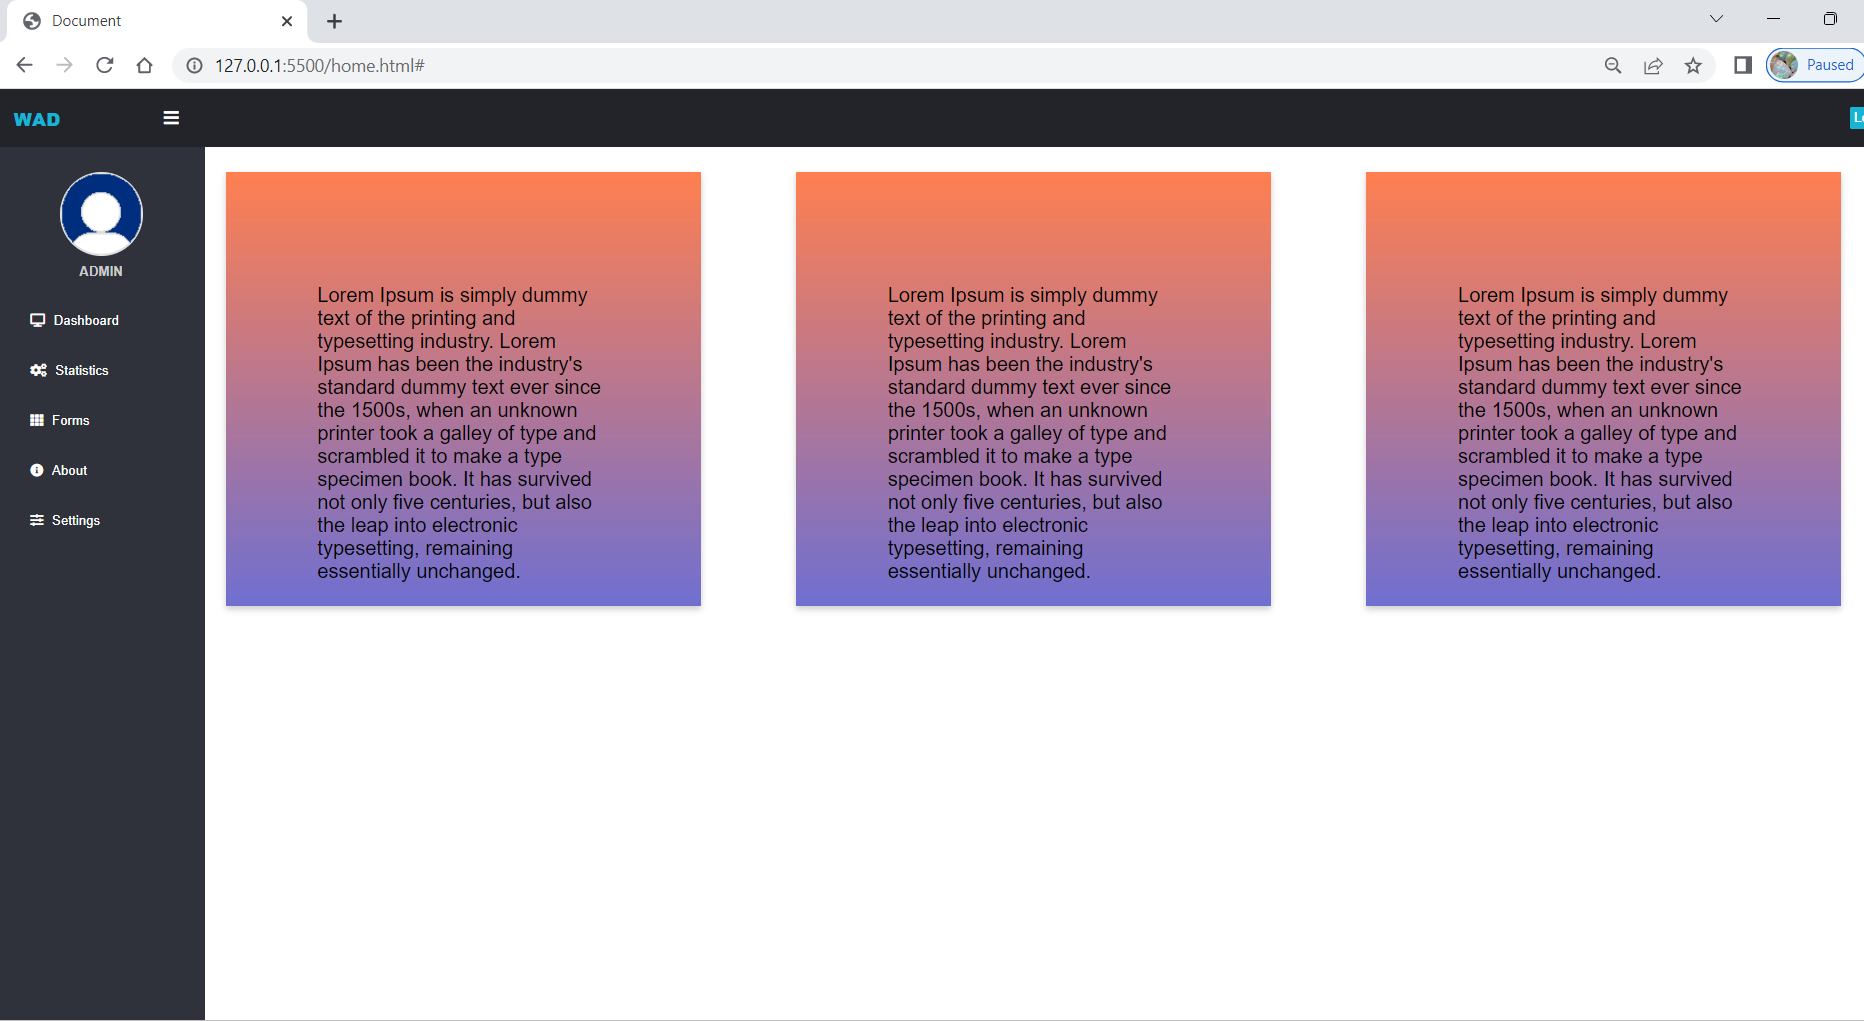 Document
127.0.0.1:5500/home.html#
Paused
WAD
ADMIN
Dashboard
Statistics
Forms
About
Settings
Lorem Ipsum is simply dummy
text of the printing and
typesetting industry. Lorem
Ipsum has been the industry's
standard dummy text ever since
the 1500s, when an unknown
printer took a galley of type and
scrambled it to make a type
specimen book. It has survived
not only five centuries, but also
the leap into electronic
typesetting, remaining
essentially unchanged.
Lorem Ipsum is simply dummy
text of the printing and
typesetting industry. Lorem
Ipsum has been the industry's
standard dummy text ever since
the 1500s, when an unknown
printer took a galley of type and
scrambled it to make a type
specimen book. It has survived
not only five centuries, but also
the leap into electronic
typesetting, remaining
essentially unchanged.
Lorem Ipsum is simply dummy
text of the printing and
typesetting industry. Lorem
Ipsum has been the industry's
standard dummy text ever since
the 1500s, when an unknown
printer took a galley of type and
scrambled it to make a type
specimen book. It has survived
not only five centuries, but also
the leap into electronic
typesetting, remaining
essentially unchanged.